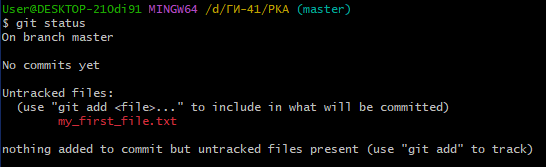 User@DESKTOP-21Odi91 MINGW64 /d/ГИ-41/РКА (master)
$ git status
On branch master
No commits yet
Untracked files:
(use "git add <file>..." to include in what will be committed)
my_first_file.txt
nothing added to commit but untracked files present (use "git add" to track)